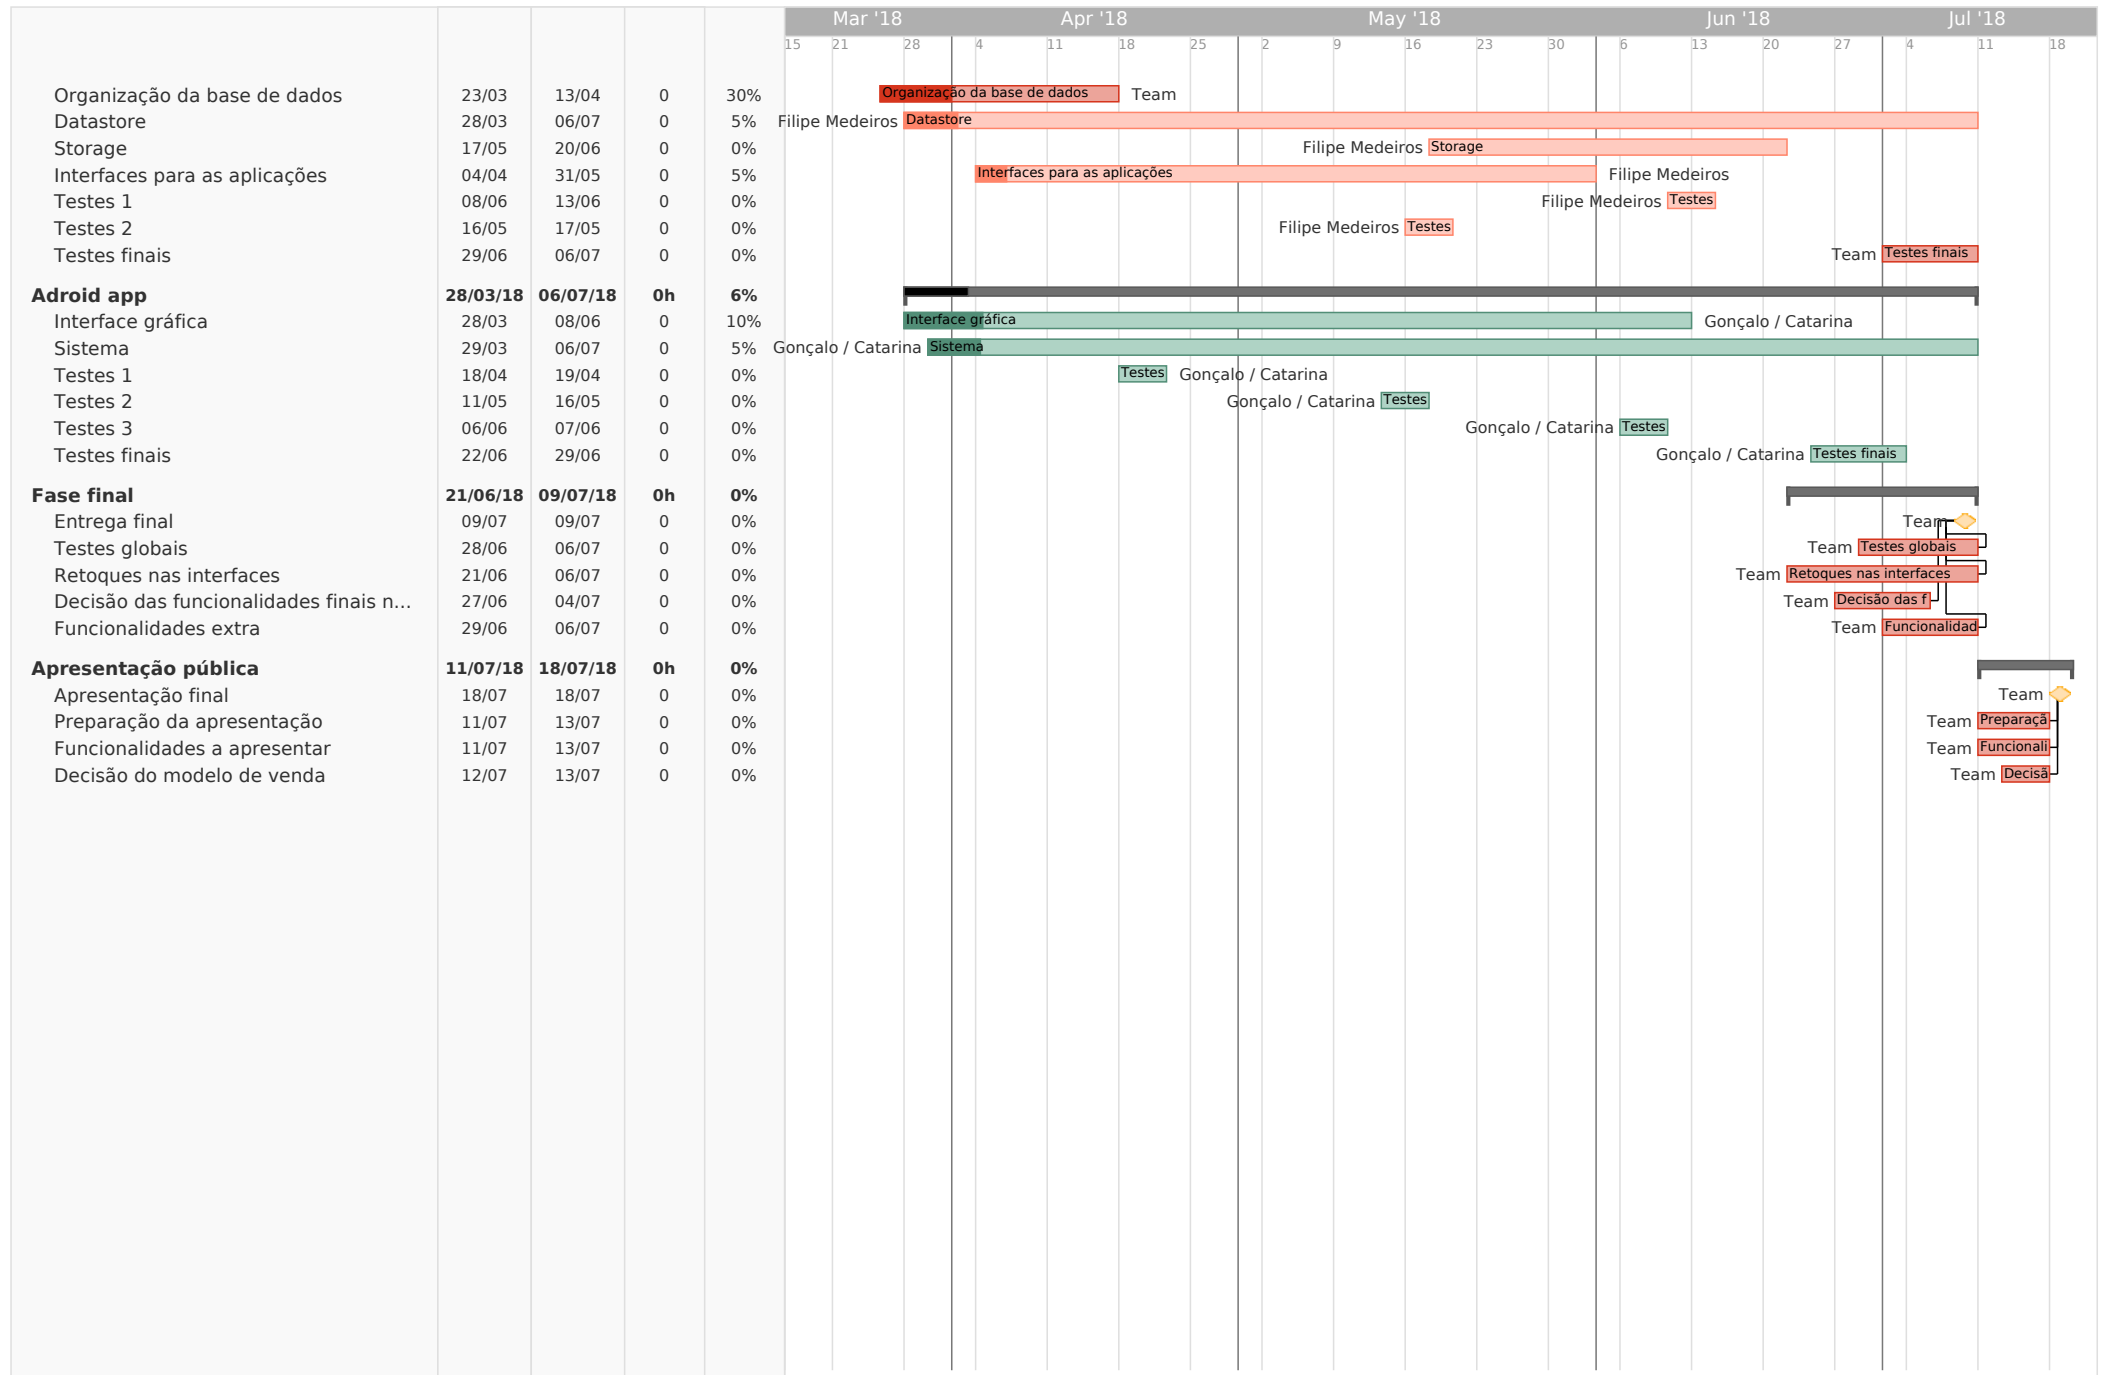 Mar '18 Apr '18 May '18 Jun '18 Jul '18
15 21 28 4 11 18 25 2 9 16 23 30 6 13 20 27 4 11 18
Organização da base de dados 23/03 13/04 0 30% Organização da base de dados Team
Datastore 28/03 06/07 0 5% Filipe Medeiros Datastore
Storage 17/05 20/06 0 0% Filipe Medeiros Storage
Interfaces para as aplicações 04/04 31/05 0 5% Interfaces para as aplicações Filipe Medeiros
Testes 1 08/06 13/06 0 0% Filipe Medeiros Testes
Testes 2 16/05 17/05 0 0% Filipe Medeiros Testes
Testes finais 29/06 06/07 0 0% Team Testes finais
Adroid app 28/03/18 06/07/18 0h 6%
Interface gráfica 28/03 08/06 0 10% Interface gráfica Gonçalo / Catarina
Sistema 29/03 06/07 0 5% Gonçalo / Catarina Sistema
Testes 1 18/04 19/04 0 0% Testes Gonçalo / Catarina
Testes 2 11/05 16/05 0 0% Gonçalo / Catarina Testes
Testes 3 06/06 07/06 0 0% Gonçalo / Catarina Testes
Testes finais 22/06 29/06 0 0% Gonçalo / Catarina Testes finais
Fase final 21/06/18 09/07/18 0h 0%
Entrega final 09/07 09/07 0 0% Team
Testes globais 28/06 06/07 0 0% Team Testes globais
Retoques nas interfaces 21/06 06/07 0 0% Team Retoques nas interfaces
Decisão das funcionalidades finais n... 27/06 04/07 0 0% Team Decisão das f
Funcionalidades extra 29/06 06/07 0 0% Team Funcionalidad
Apresentação pública 11/07/18 18/07/18 0h 0%
Apresentação final 18/07 18/07 0 0% Team
Preparação da apresentação 11/07 13/07 0 0% Team Preparaçã
Funcionalidades a apresentar 11/07 13/07 0 0% Team Funcionali
Decisão do modelo de venda 12/07 13/07 0 0% Team Decisã